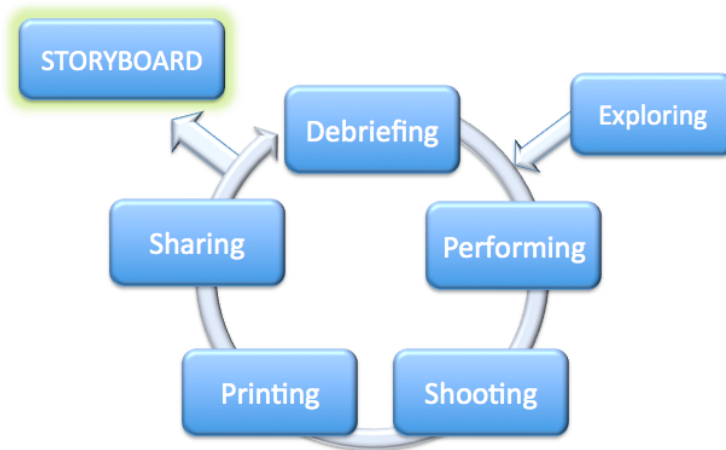 STORYBOARD
Debriefing
Exploring
Sharing
Performing
Printing
Shooting